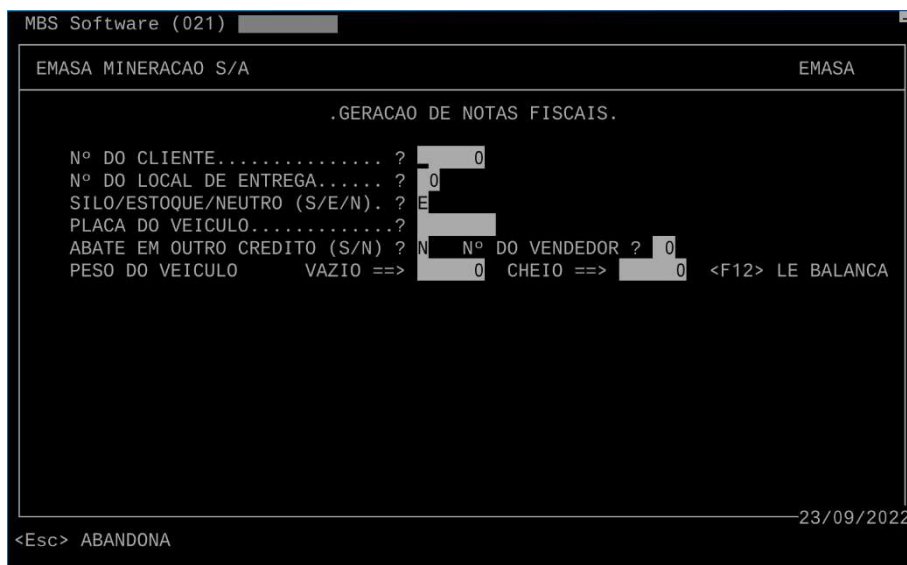 MBS Software (021)
EMASA MINERACAO S/A EMASA
.GERACAO DE NOTAS FISCAIS.
Nº DO CLIENTE............... ? 0
Nº DO LOCAL DE ENTREGA...... ? 0
SILO/ESTOQUE/NEUTRO (S/E/N). ? E
PLACA DO VEICULO..............?
ABATE EM OUTRO CREDITO (S/N) ? N Nº DO VENDEDOR ? 0
PESO DO VEICULO VAZIO ==> 0 CHEIO ==> 0 <F12> LE BALANCA
23/09/2022
<Esc> ABANDONA